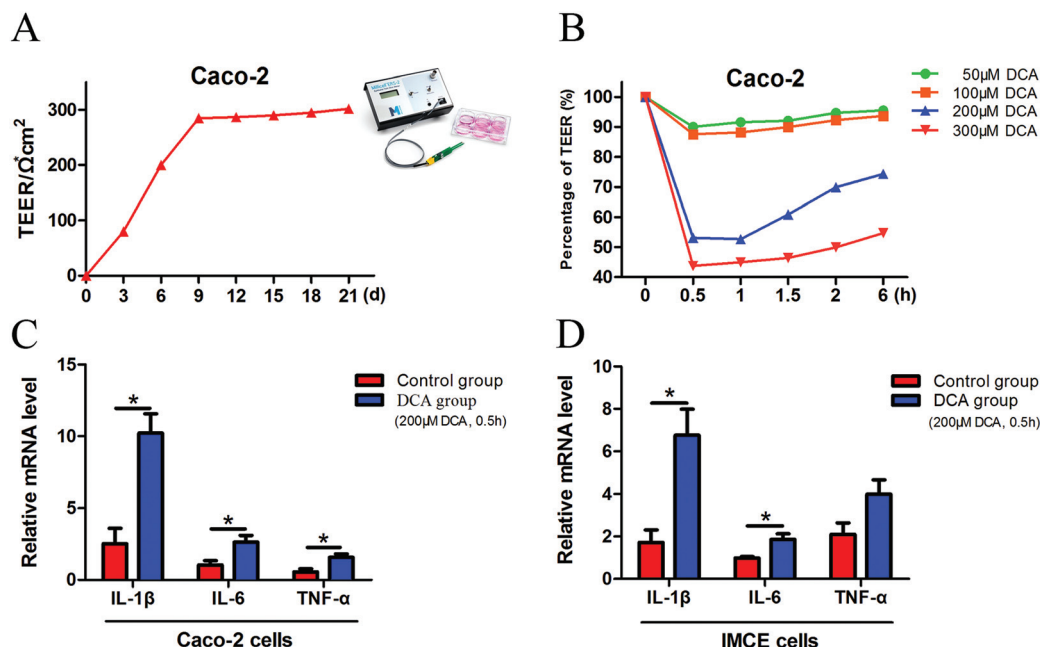 A
Caco-2
TEER/Ω*cm2
300
200
100
0
0 3 6 9 12 15 18 21 (d)
B
Caco-2
Percentage of TEER (%)
100
90
80
70
60
50
40
0 0.5 1 1.5 2 6 (h)
50µM DCA
100µM DCA
200µM DCA
300µM DCA
C
Relative mRNA level
15
10
5
0
* * *
IL-1β IL-6 TNF-α
Caco-2 cells
Control group
DCA group
(200µM DCA, 0.5h)
D
Relative mRNA level
10
8
6
4
2
0
* *
IL-1β IL-6 TNF-α
IMCE cells
Control group
DCA group
(200µM DCA, 0.5h)